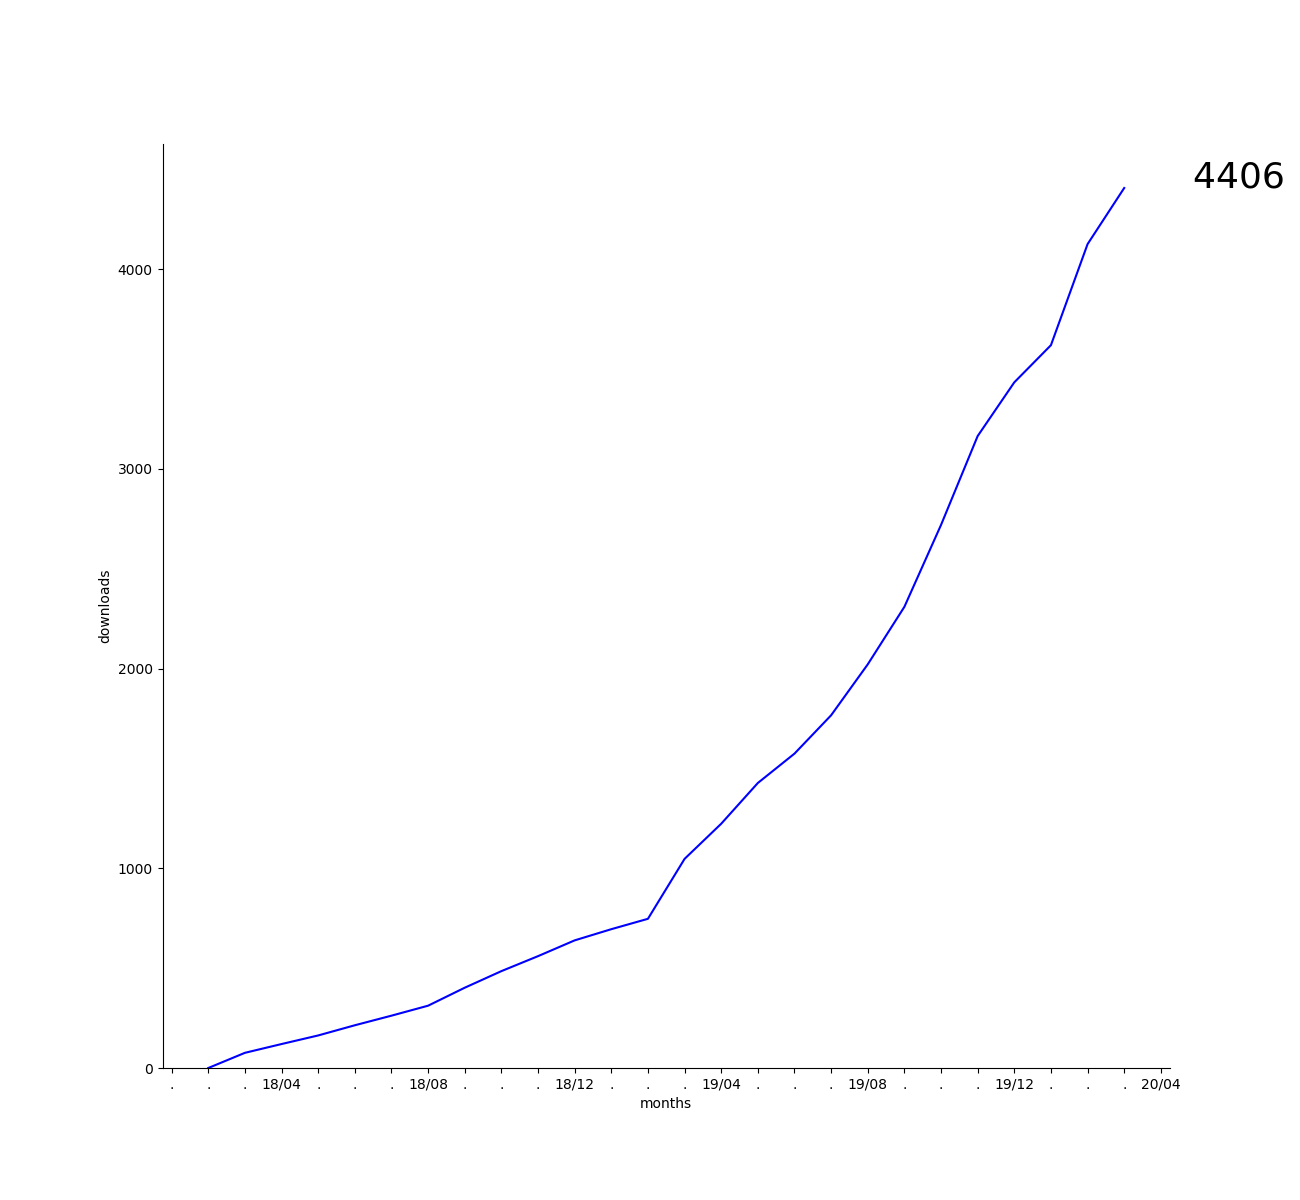 4406
4000
3000
2000
1000
0
downloads
. . . 18/04 . . . 18/08 . . . 18/12 . . . 19/04 . . . 19/08 . . . 19/12 . . . 20/04
months